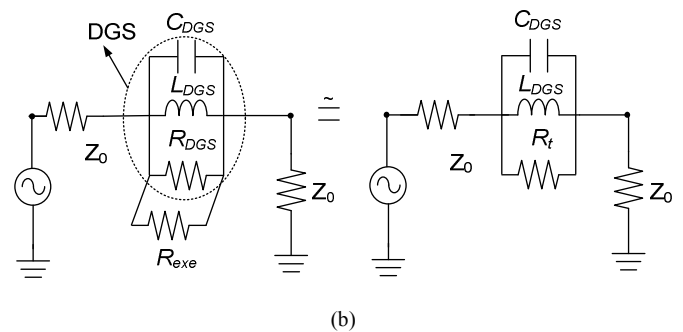 C_DGS
DGS
L_DGS
R_DGS
Z_0
Z_0
R_exe
≅
C_DGS
L_DGS
R_t
Z_0
Z_0
(b)